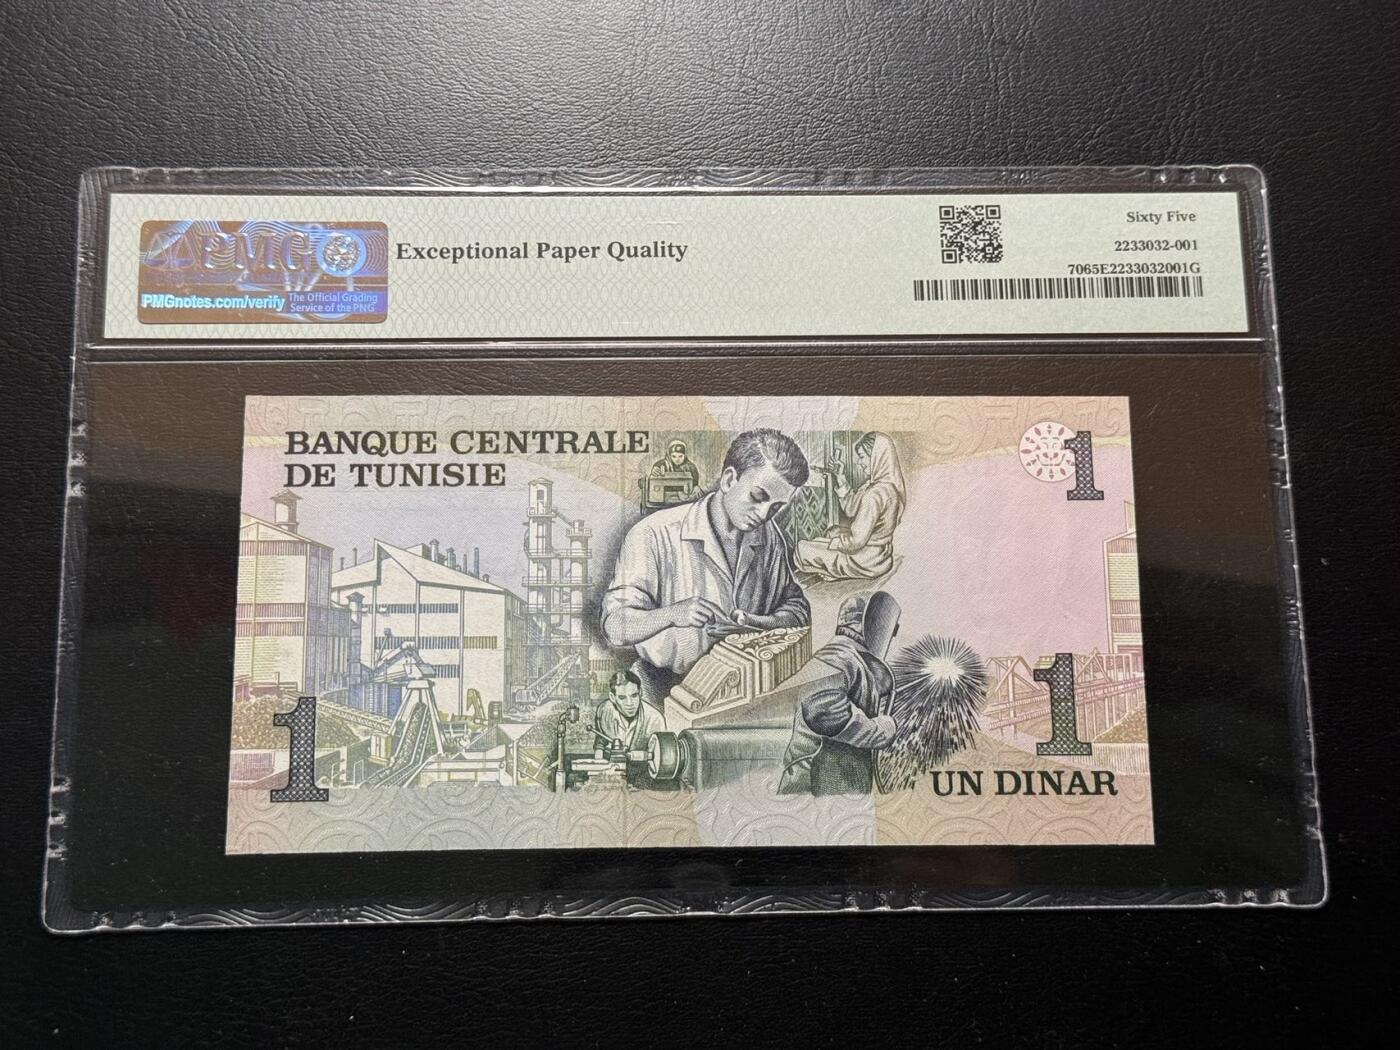 PMG
PMGnotes.com/verify
The Official Grading
Service of the PNG
Exceptional Paper Quality
Sixty Five
2233032-001
7065E2233032001G
BANQUE CENTRALE
DE TUNISIE
1
1
1
UN DINAR